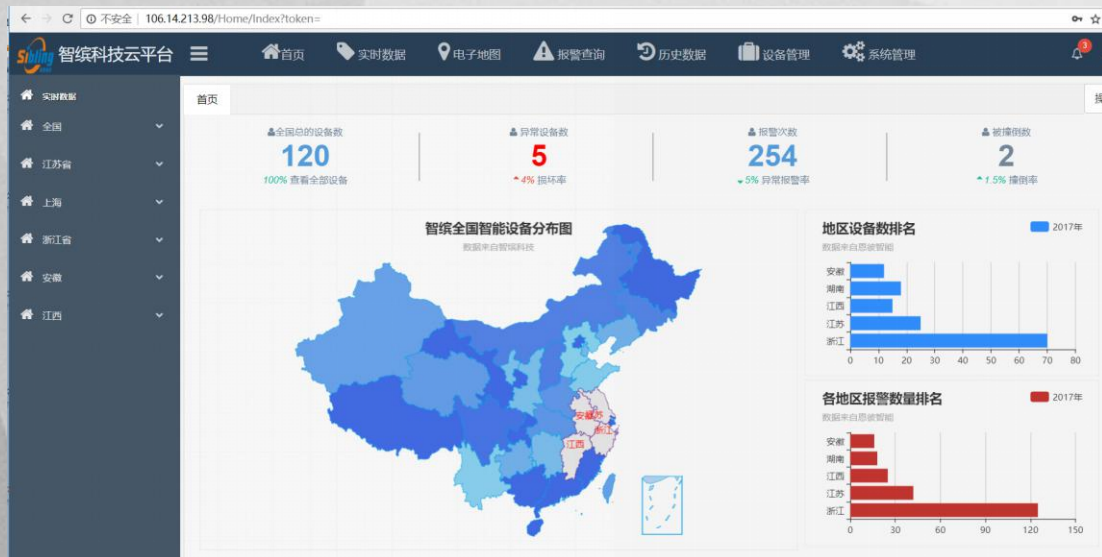 不安全 | 106.14.213.98/Home/Index?token=
Sibling
智缤科技云平台
首页
实时数据
电子地图
报警查询
历史数据
设备管理
系统管理
3
实时数据
全国
江苏省
上海
浙江省
安徽
江西
首页
全国总的设备数
120
100% 查看全部设备
异常设备数
5
4% 损坏率
报警次数
254
5% 异常报警率
被撞倒数
2
1.5% 撞倒率
智缤全国智能设备分布图
数据来自智缤科技
安徽
江苏
浙江
江西
地区设备数排名
2017年
数据来自恩彼智能
安徽
湖南
江西
江苏
浙江
0 10 20 30 40 50 60 70 80
各地区报警数量排名
2017年
数据来自恩彼智能
安徽
湖南
江西
江苏
浙江
0 30 60 90 120 150